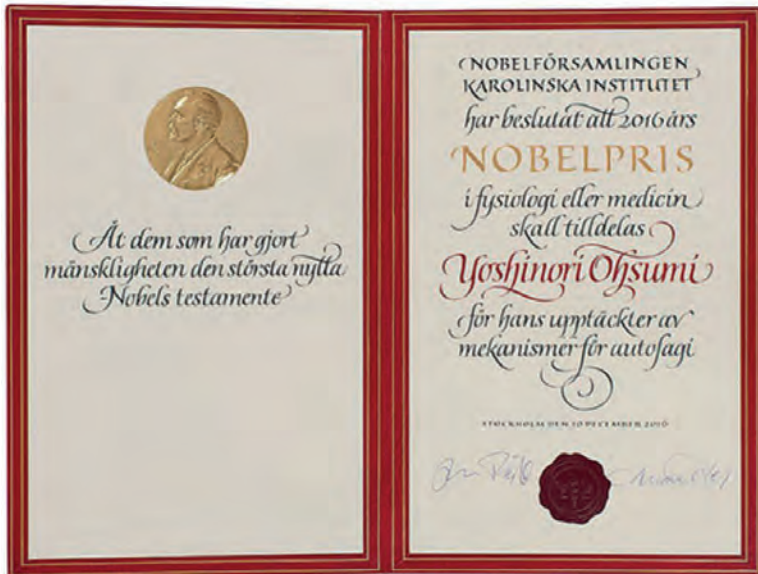 Åt dem som har gjort
mänskligheten den största nytta
-Nobels testamente
NOBELFÖRSAMLINGEN
KAROLINSKA INSTITUTET
har beslutat att 2016 års
NOBELPRIS
i fysiologi eller medicin
skall tilldelas
Yoshinori Ohsumi
för hans upptäckter av
mekanismer för autofagi
STOCKHOLM DEN 10 DECEMBER 2016